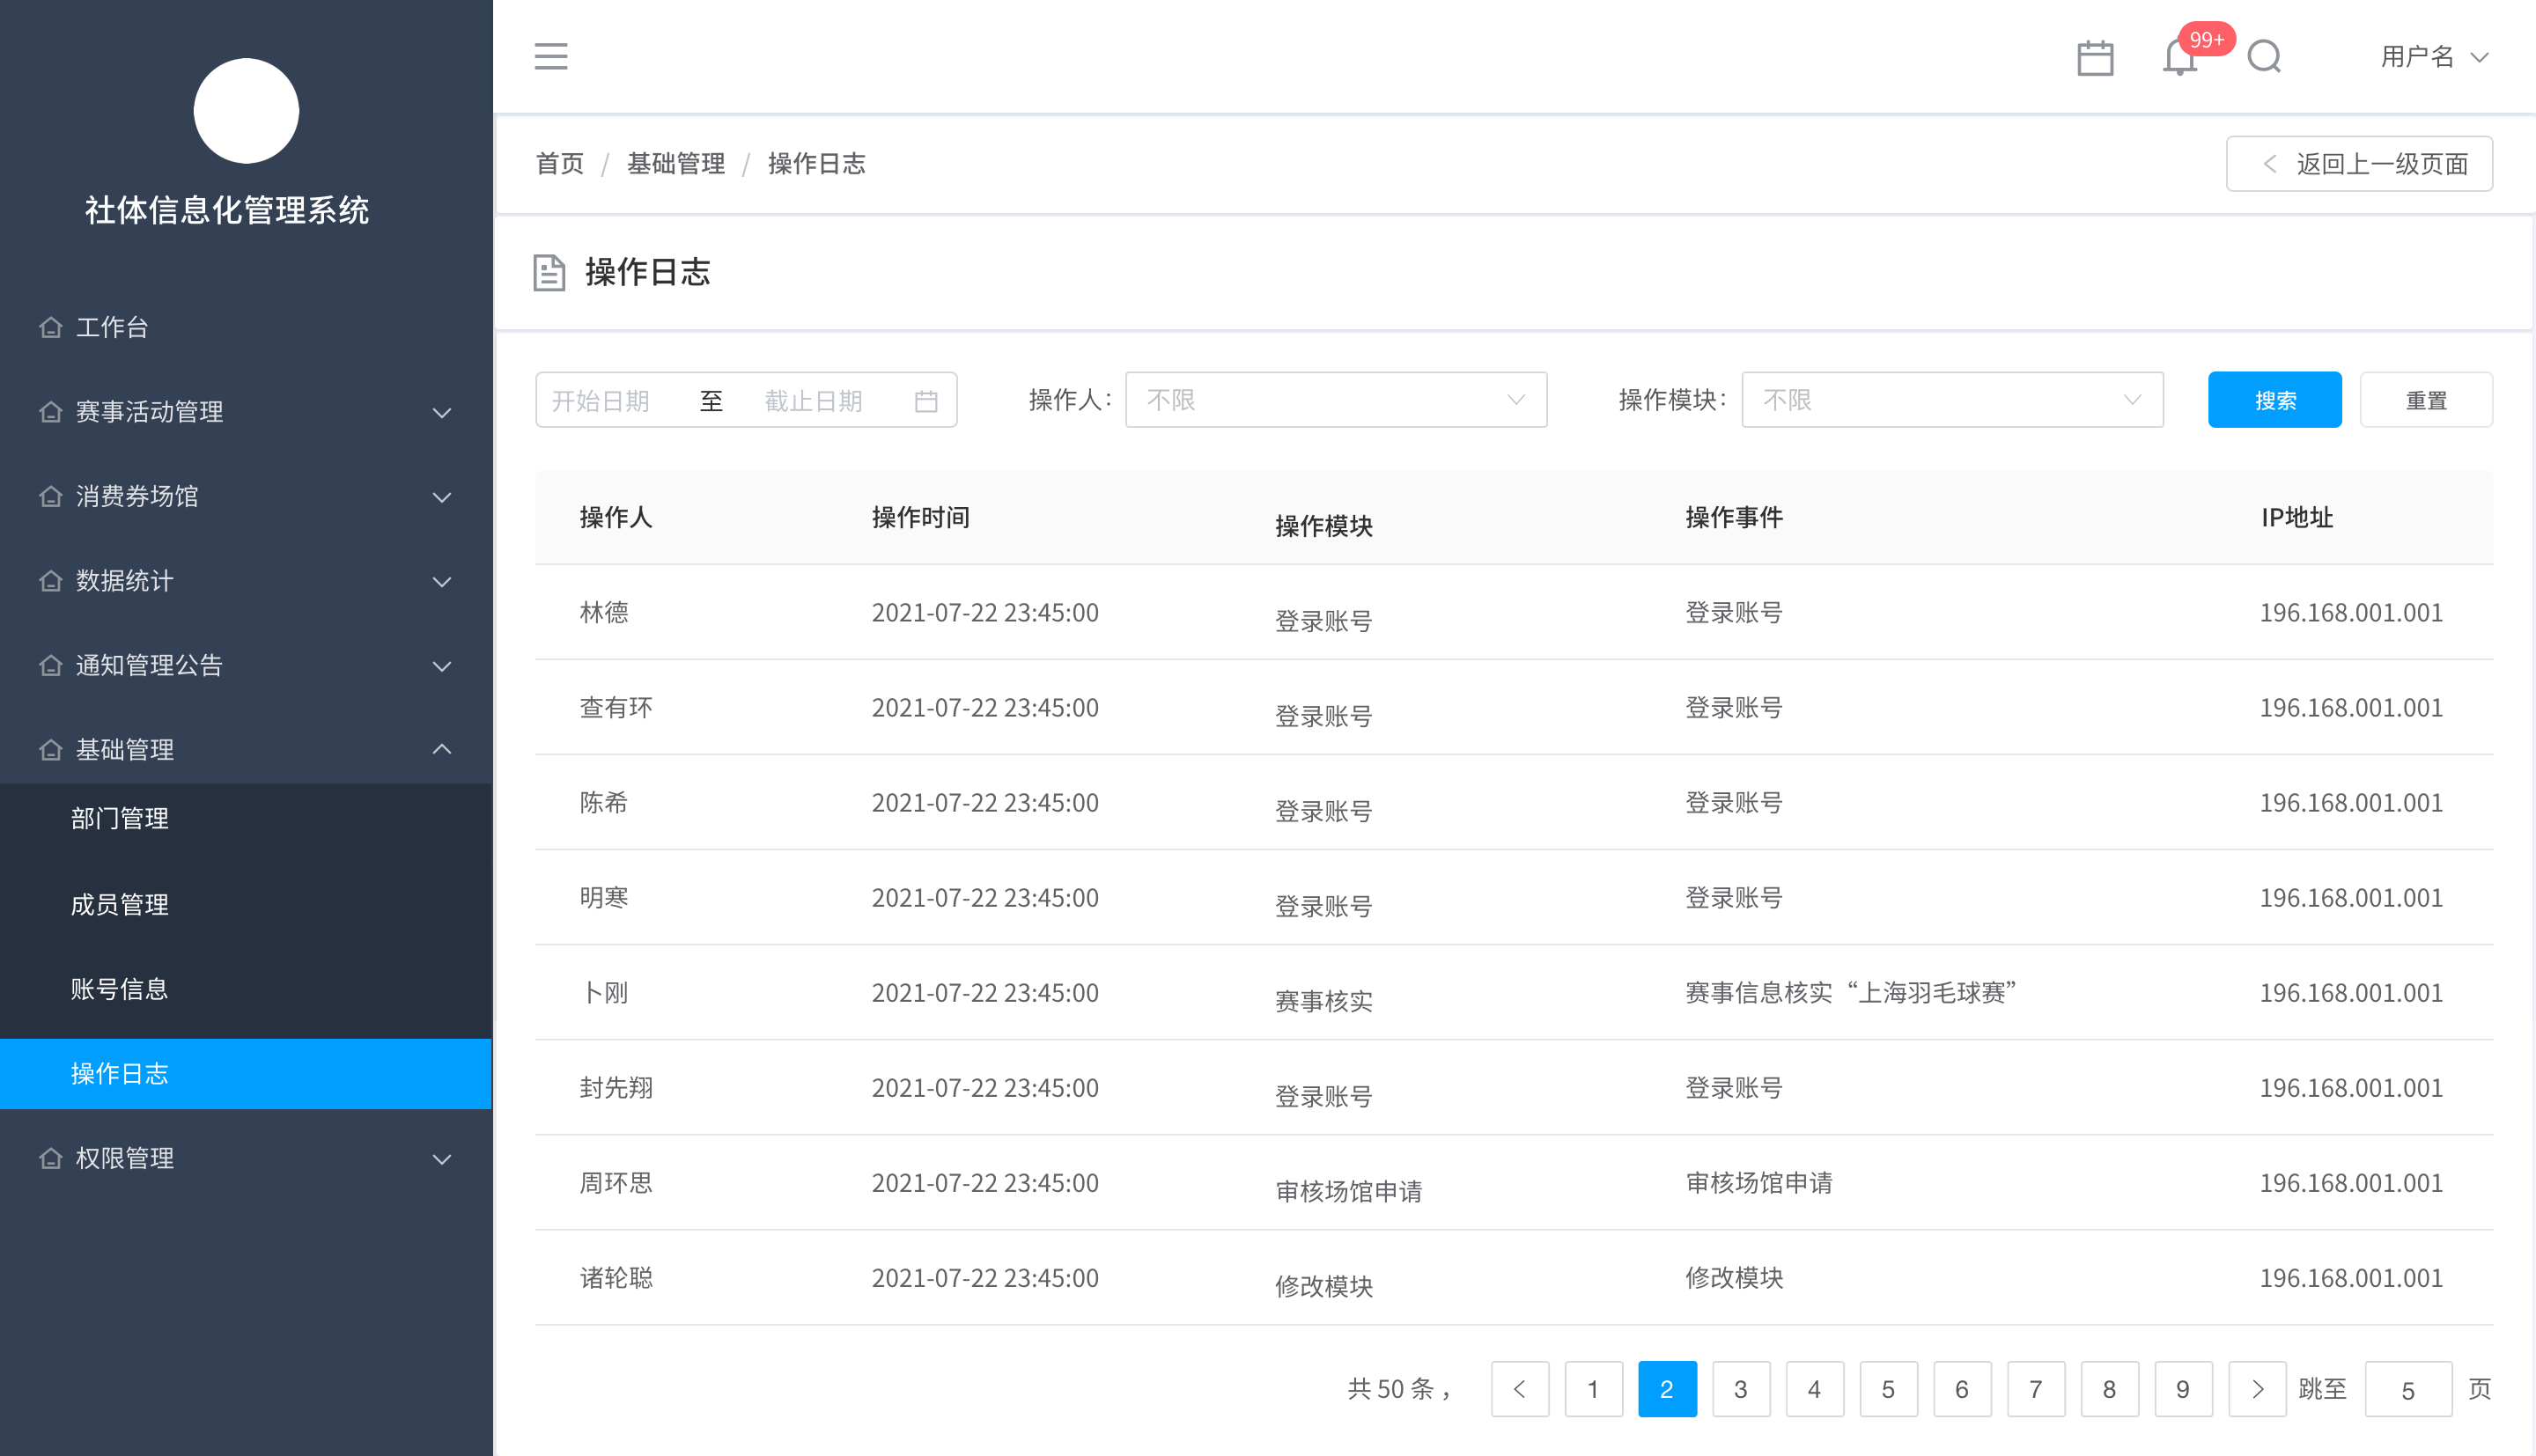 社体信息化管理系统
工作台
赛事活动管理
消费券场馆
数据统计
通知管理公告
基础管理
部门管理
成员管理
账号信息
操作日志
权限管理
99+
用户名
首页 / 基础管理 / 操作日志
返回上一级页面
操作日志
开始日期 至 截止日期 操作人： 不限 操作模块： 不限 搜索 重置
操作人 操作时间 操作模块 操作事件 IP地址
林德 2021-07-22 23:45:00 登录账号 登录账号 196.168.001.001
查有环 2021-07-22 23:45:00 登录账号 登录账号 196.168.001.001
陈希 2021-07-22 23:45:00 登录账号 登录账号 196.168.001.001
明寒 2021-07-22 23:45:00 登录账号 登录账号 196.168.001.001
卜刚 2021-07-22 23:45:00 赛事核实 赛事信息核实“上海羽毛球赛” 196.168.001.001
封先翔 2021-07-22 23:45:00 登录账号 登录账号 196.168.001.001
周环思 2021-07-22 23:45:00 审核场馆申请 审核场馆申请 196.168.001.001
诸轮聪 2021-07-22 23:45:00 修改模块 修改模块 196.168.001.001
共 50 条， 1 2 3 4 5 6 7 8 9 跳至 5 页